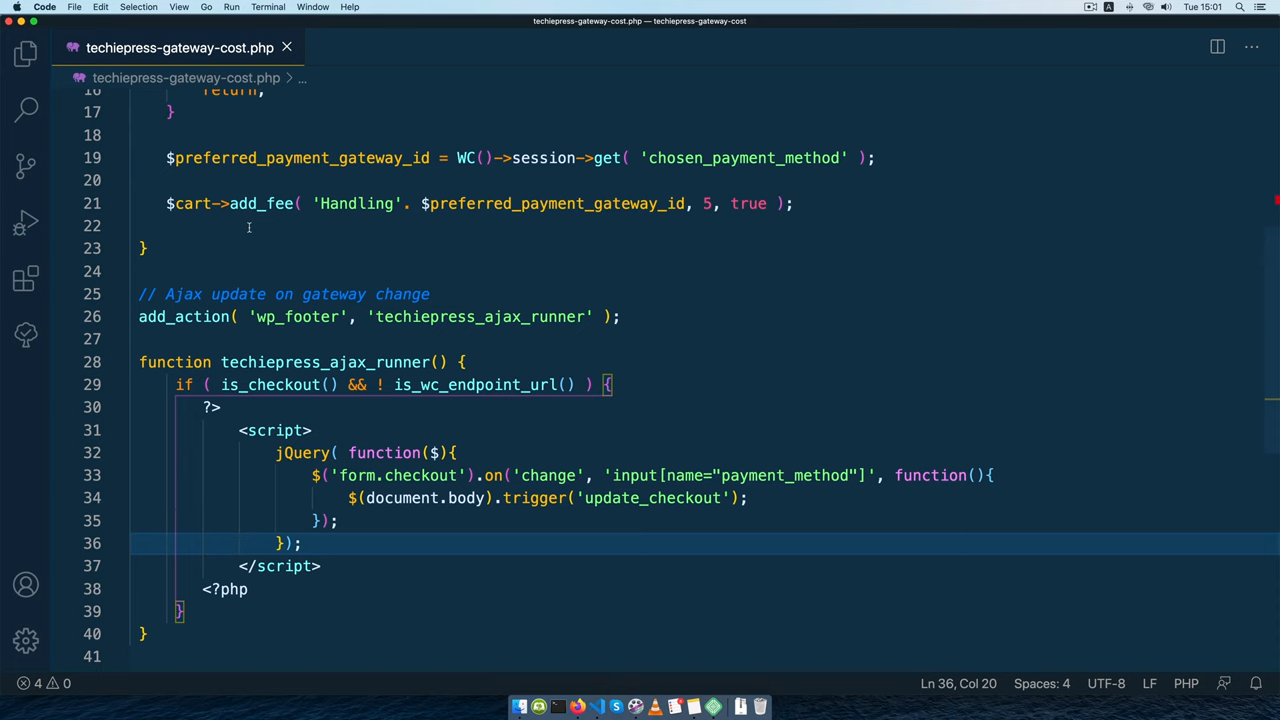 Code File Edit Selection View Go Run Terminal Window Help A Tue 15:01
techiepress-gateway-cost.php — techiepress-gateway-cost
techiepress-gateway-cost.php
techiepress-gateway-cost.php > ...
16 return;
17 }
18
19 $preferred_payment_gateway_id = WC()->session->get( 'chosen_payment_method' );
20
21 $cart->add_fee( 'Handling'. $preferred_payment_gateway_id, 5, true );
22
23 }
24
25 // Ajax update on gateway change
26 add_action( 'wp_footer', 'techiepress_ajax_runner' );
27
28 function techiepress_ajax_runner() {
29 if ( is_checkout() && ! is_wc_endpoint_url() ) {
30 ?>
31 <script>
32 jQuery( function($){
33 $('form.checkout').on('change', 'input[name="payment_method"]', function(){
34 $(document.body).trigger('update_checkout');
35 });
36 });
37 </script>
38 <?php
39 }
40 }
41
4 0 Ln 36, Col 20 Spaces: 4 UTF-8 LF PHP